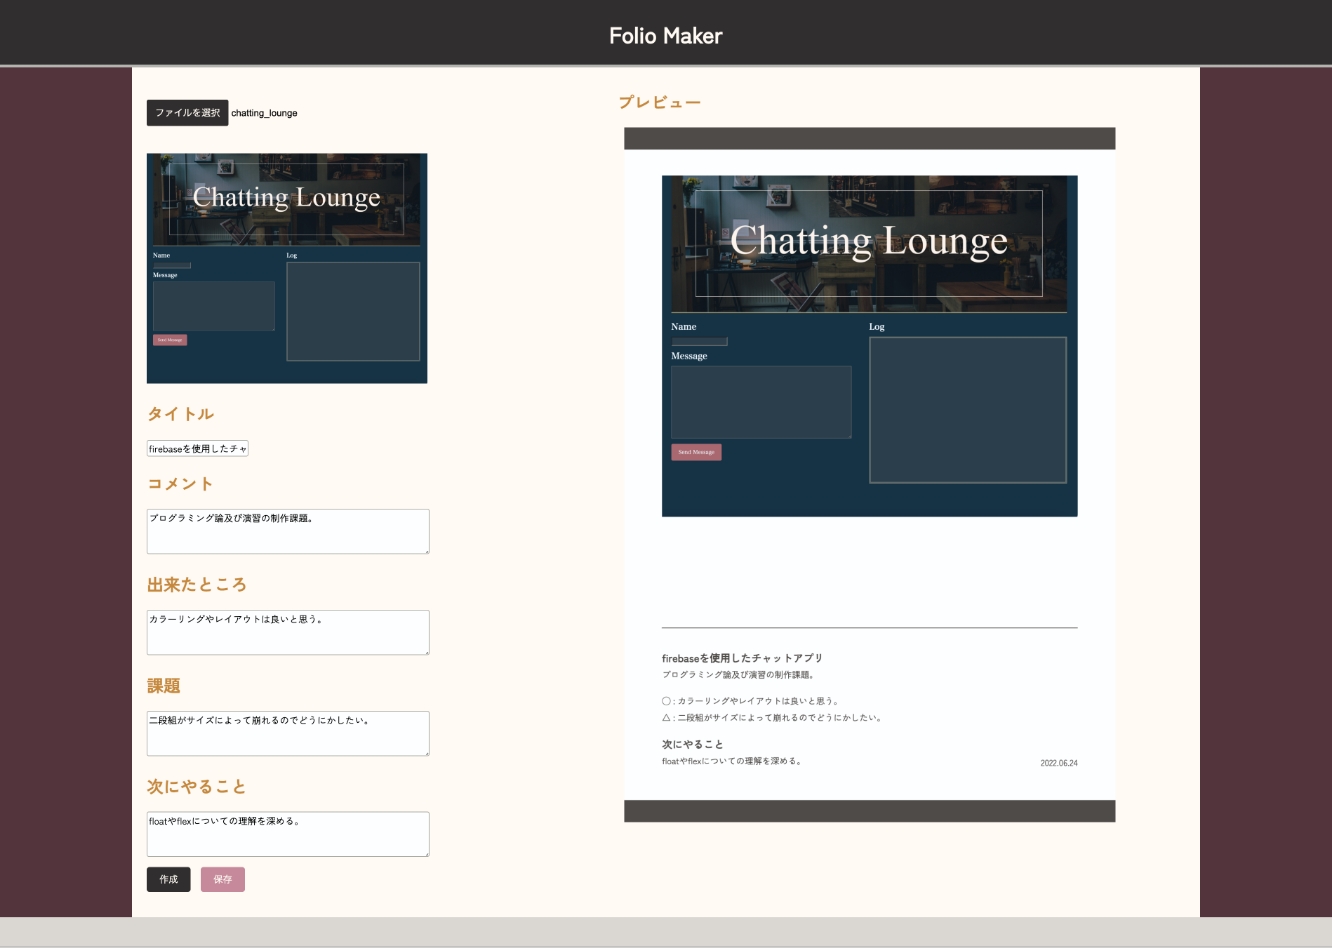 Folio Maker
ファイルを選択 chatting_lounge
Chatting Lounge
Name
Log
Message
Send Message
タイトル
firebaseを使用したチャ
コメント
プログラミング論及び演習の制作課題。
出来たところ
カラーリングやレイアウトは良いと思う。
課題
二段組がサイズによって崩れるのでどうにかしたい。
次にやること
floatやflexについての理解を深める。
作成 保存
プレビュー
Chatting Lounge
Name
Log
Message
Send Message
firebaseを使用したチャットアプリ
プログラミング論及び演習の制作課題。
○ : カラーリングやレイアウトは良いと思う。
△ : 二段組がサイズによって崩れるのでどうにかしたい。
次にやること
floatやflexについての理解を深める。
2022.06.24